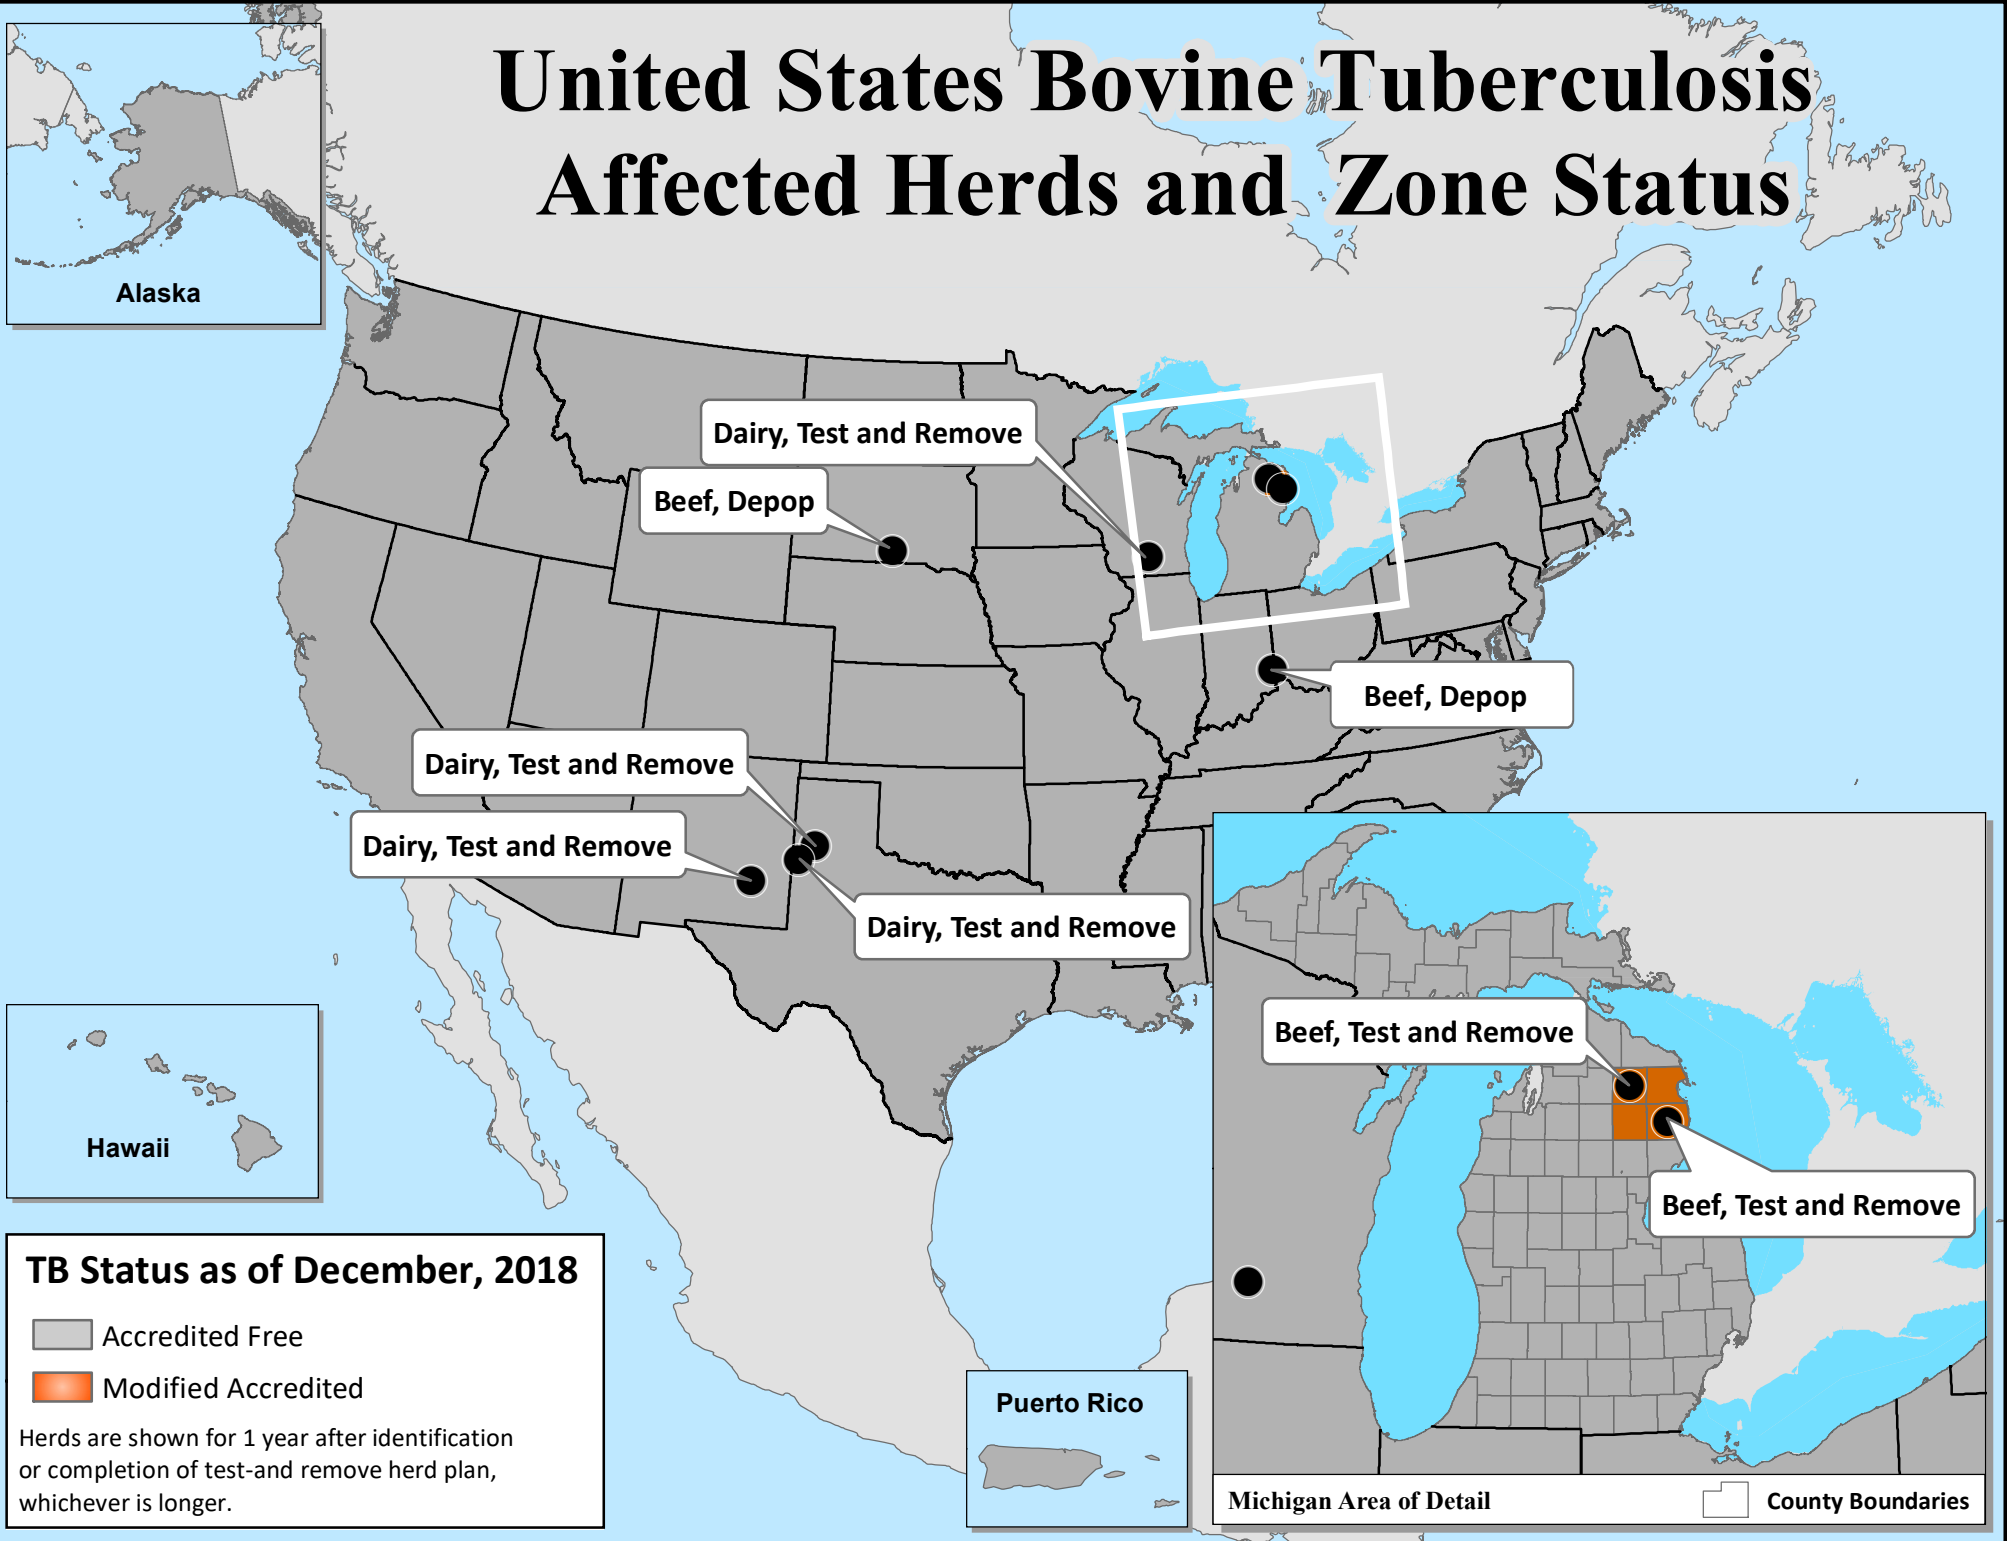 United States Bovine Tuberculosis
Affected Herds and Zone Status
Alaska
Dairy, Test and Remove
Beef, Depop
Beef, Depop
Dairy, Test and Remove
Dairy, Test and Remove
Dairy, Test and Remove
Beef, Test and Remove
Beef, Test and Remove
Hawaii
TB Status as of December, 2018
Accredited Free
Modified Accredited
Herds are shown for 1 year after identification
or completion of test-and remove herd plan,
whichever is longer.
Puerto Rico
Michigan Area of Detail
County Boundaries